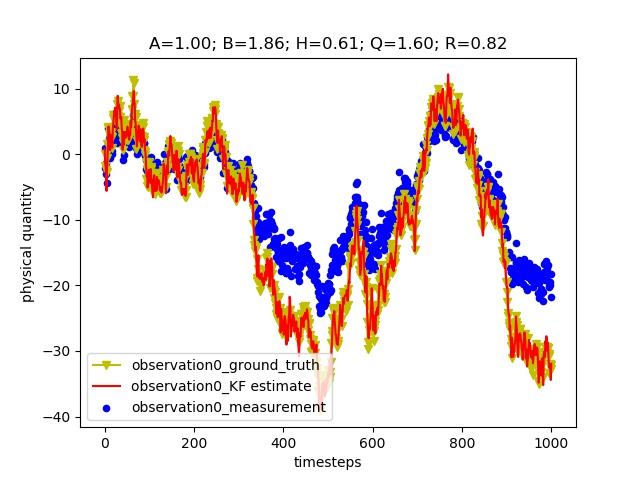 A=1.00; B=1.86; H=0.61; Q=1.60; R=0.82
physical quantity
10
0
−10
−20
−30
−40
observation0_ground_truth
observation0_KF estimate
observation0_measurement
0 200 400 600 800 1000
timesteps